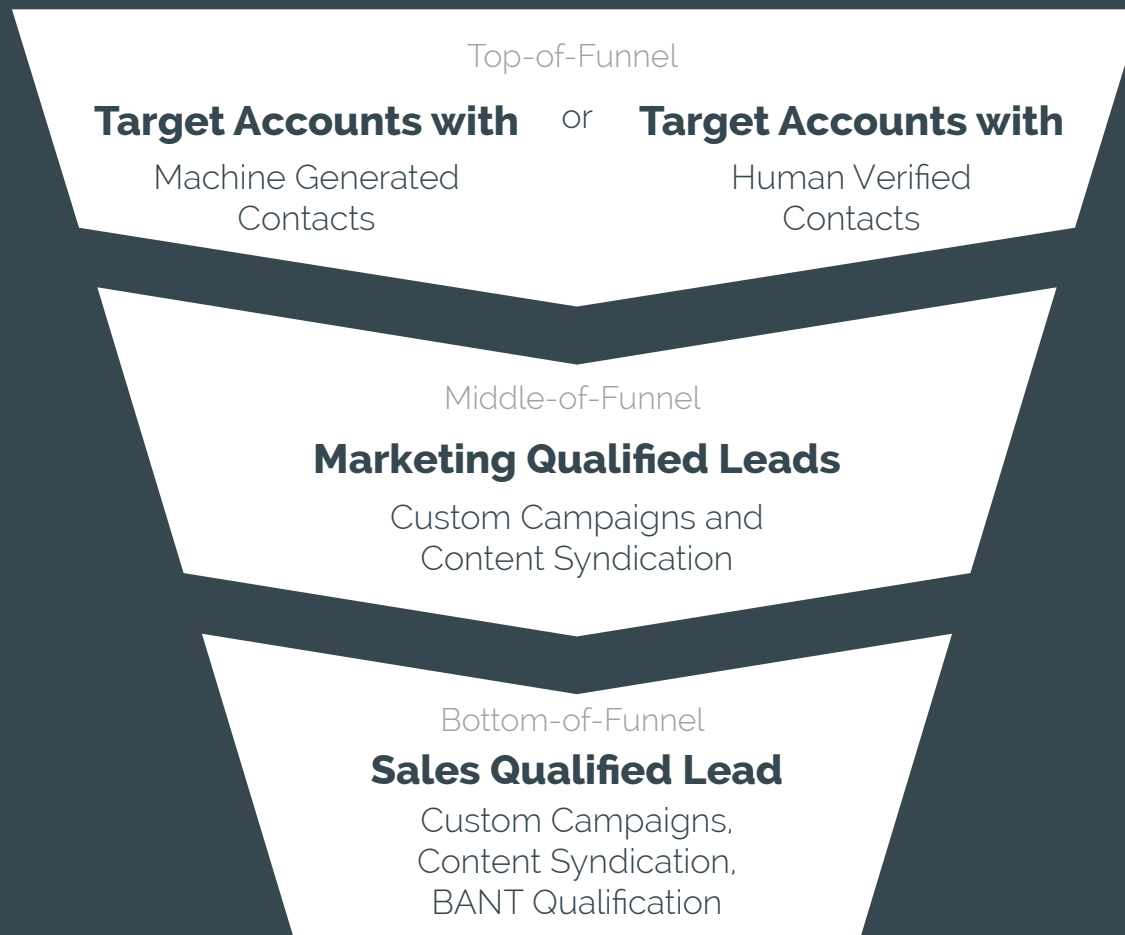 Top-of-Funnel
Target Accounts with or Target Accounts with
Machine Generated Human Verified
Contacts Contacts
Middle-of-Funnel
Marketing Qualified Leads
Custom Campaigns and
Content Syndication
Bottom-of-Funnel
Sales Qualified Lead
Custom Campaigns,
Content Syndication,
BANT Qualification